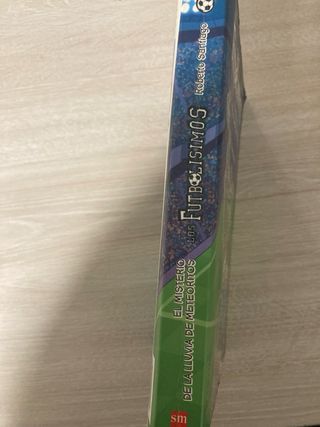 Roberto Santiago
LOS FUTBOLÍSIMOS
EL MISTERIO
DE LA LLUVIA DE METEORITOS
sm